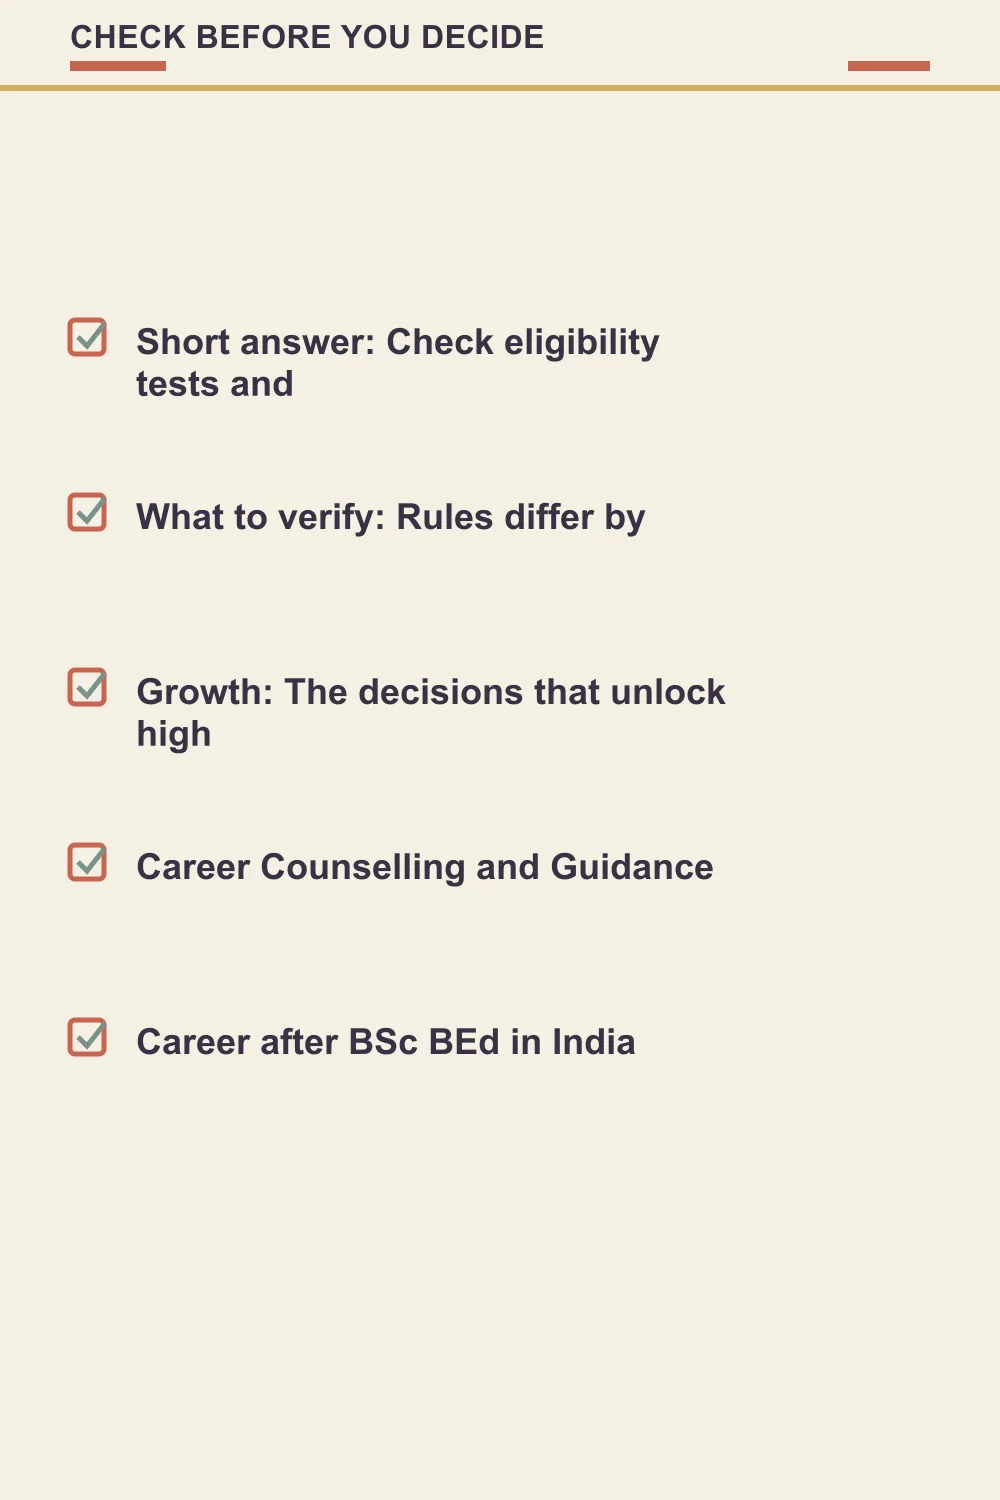 CHECK BEFORE YOU DECIDE
Short answer: Check eligibility
tests and
What to verify: Rules differ by
Growth: The decisions that unlock
high
Career Counselling and Guidance
Career after BSc BEd in India